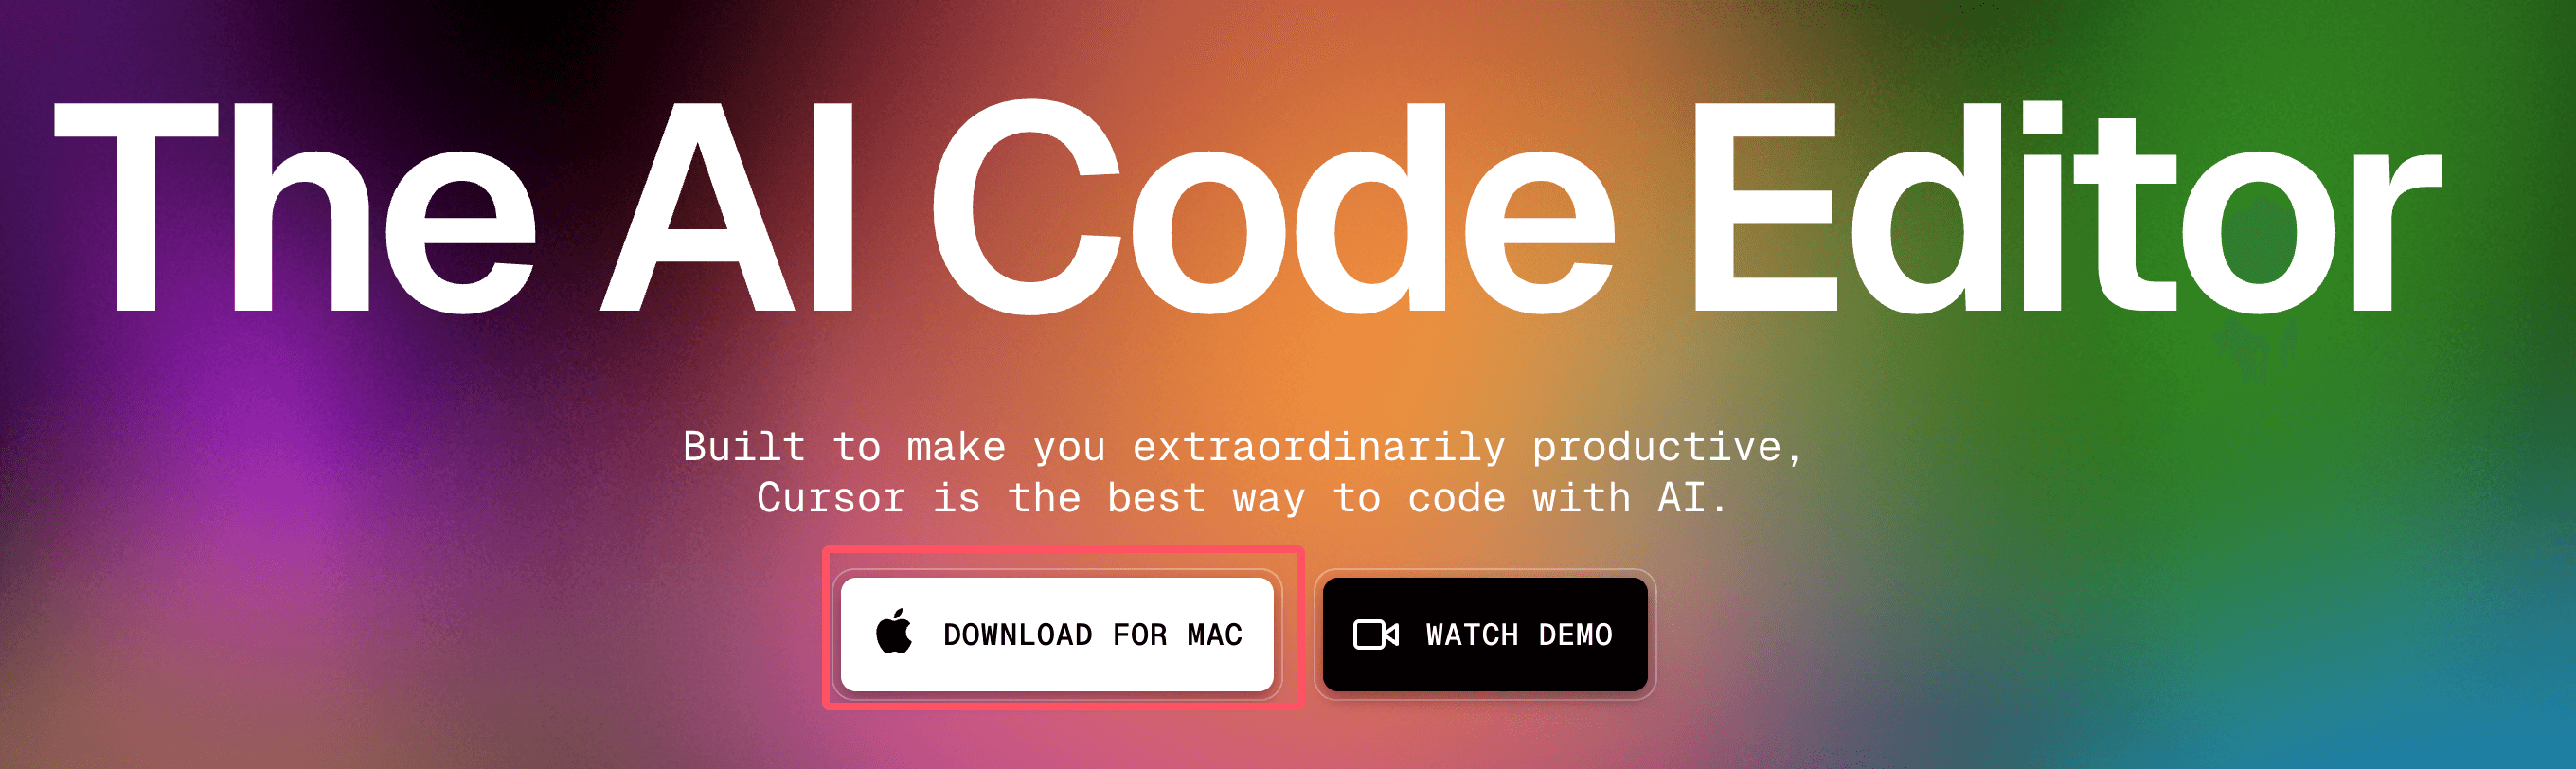 The AI Code Editor
Built to make you extraordinarily productive,
Cursor is the best way to code with AI.
DOWNLOAD FOR MAC
WATCH DEMO